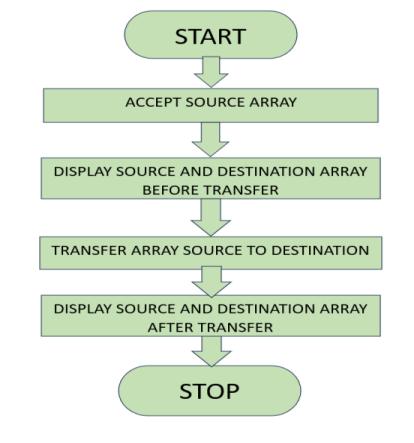 START
ACCEPT SOURCE ARRAY
DISPLAY SOURCE AND DESTINATION ARRAY
BEFORE TRANSFER
TRANSFER ARRAY SOURCE TO DESTINATION
DISPLAY SOURCE AND DESTINATION ARRAY
AFTER TRANSFER
STOP